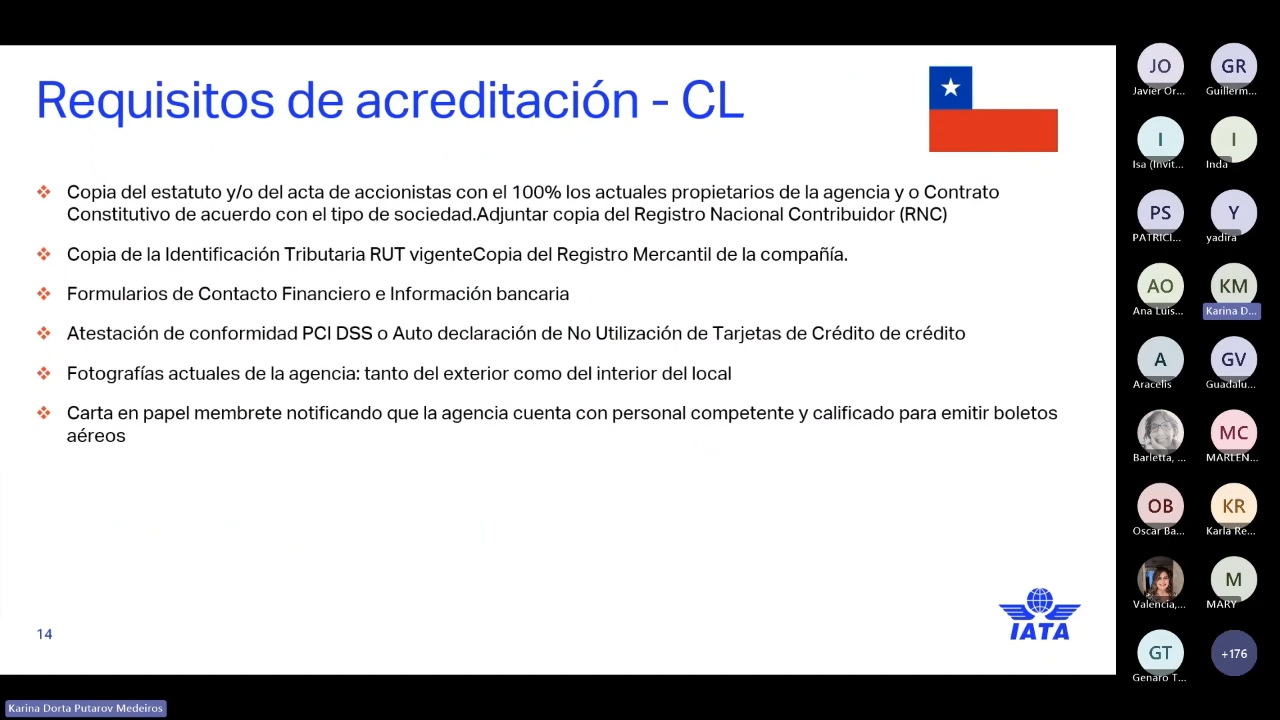 Requisitos de acreditación - CL
Copia del estatuto y/o del acta de accionistas con el 100% los actuales propietarios de la agencia y o Contrato
Constitutivo de acuerdo con el tipo de sociedad.Adjuntar copia del Registro Nacional Contribuidor (RNC)
Copia de la Identificación Tributaria RUT vigenteCopia del Registro Mercantil de la compañía.
Formularios de Contacto Financiero e Información bancaria
Atestación de conformidad PCI DSS o Auto declaración de No Utilización de Tarjetas de Crédito de crédito
Fotografías actuales de la agencia: tanto del exterior como del interior del local
Carta en papel membrete notificando que la agencia cuenta con personal competente y calificado para emitir boletos
aéreos
14
IATA
JO
GR
Javier Or...
Guillerm...
I
I
Isa (Invit...
Inda
PS
Y
PATRICI...
yadira
AO
KM
Ana Luis...
Karina D...
A
GV
Aracelis
Guadalu...
MC
Barletta, ...
MARLEN...
OB
KR
Oscar Ba...
Karla Re...
M
Valencia,...
MARY
GT
+176
Genaro T...
Karina Dorta Putarov Medeiros